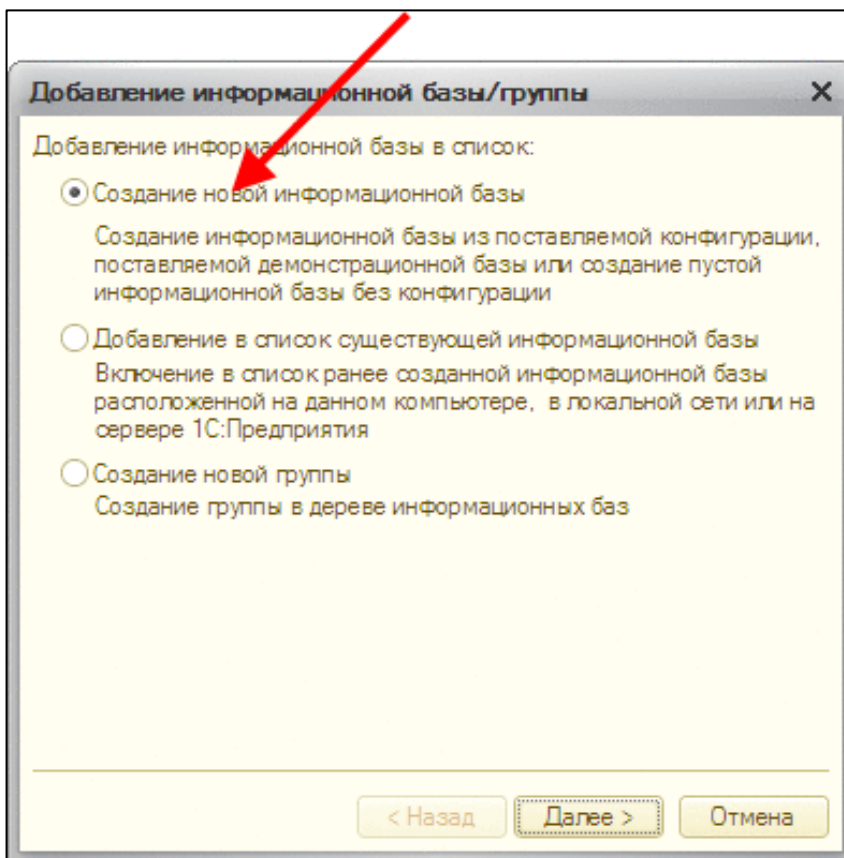 Добавление информационной базы/группы
Добавление информационной базы в список:
Создание новой информационной базы
Создание информационной базы из поставляемой конфигурации,
поставляемой демонстрационной базы или создание пустой
информационной базы без конфигурации
Добавление в список существующей информационной базы
Включение в список ранее созданной информационной базы
расположенной на данном компьютере, в локальной сети или на
сервере 1С:Предприятия
Создание новой группы
Создание группы в дереве информационных баз
< Назад Далее > Отмена